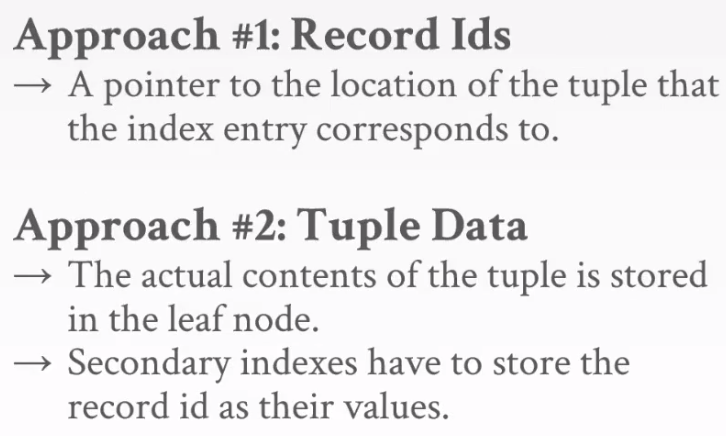 Approach #1: Record Ids
→ A pointer to the location of the tuple that
the index entry corresponds to.
Approach #2: Tuple Data
→ The actual contents of the tuple is stored
in the leaf node.
→ Secondary indexes have to store the
record id as their values.